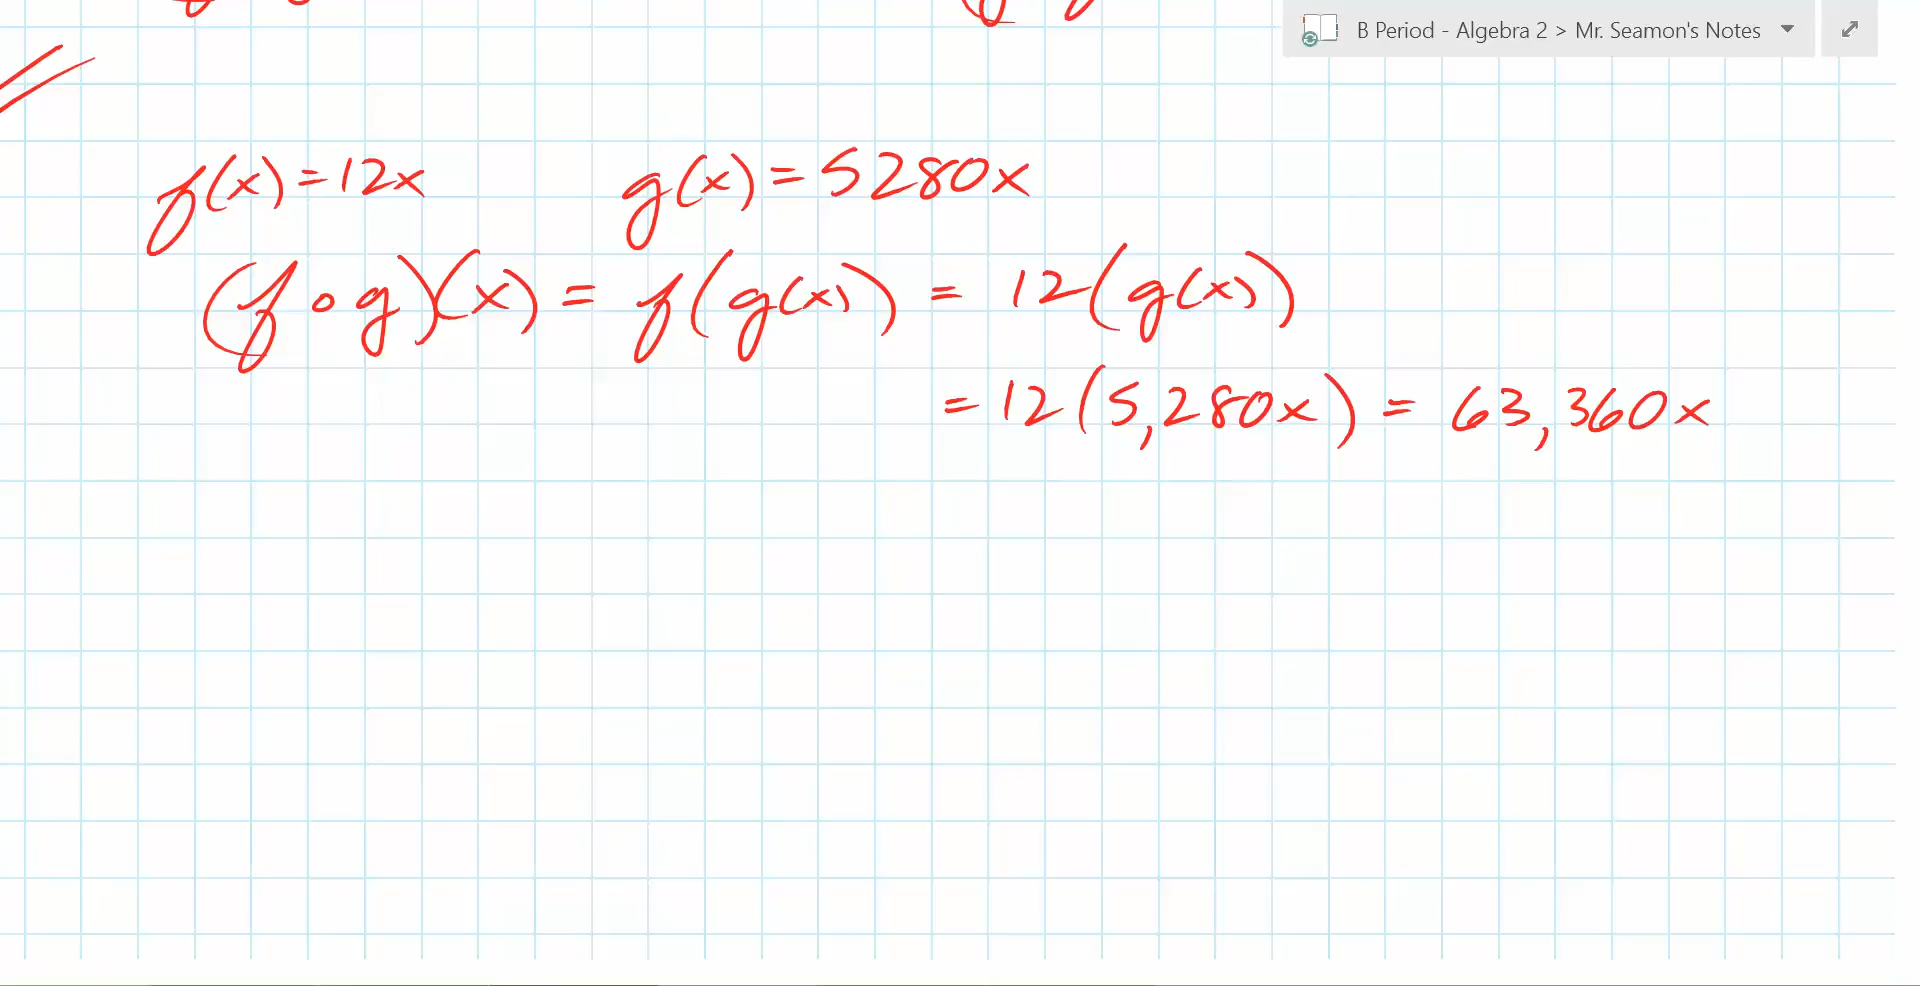 B Period - Algebra 2 > Mr. Seamon's Notes
f(x) = 12x g(x) = 5280x
(f ∘ g)(x) = f(g(x)) = 12(g(x))
= 12(5,280x) = 63,360x